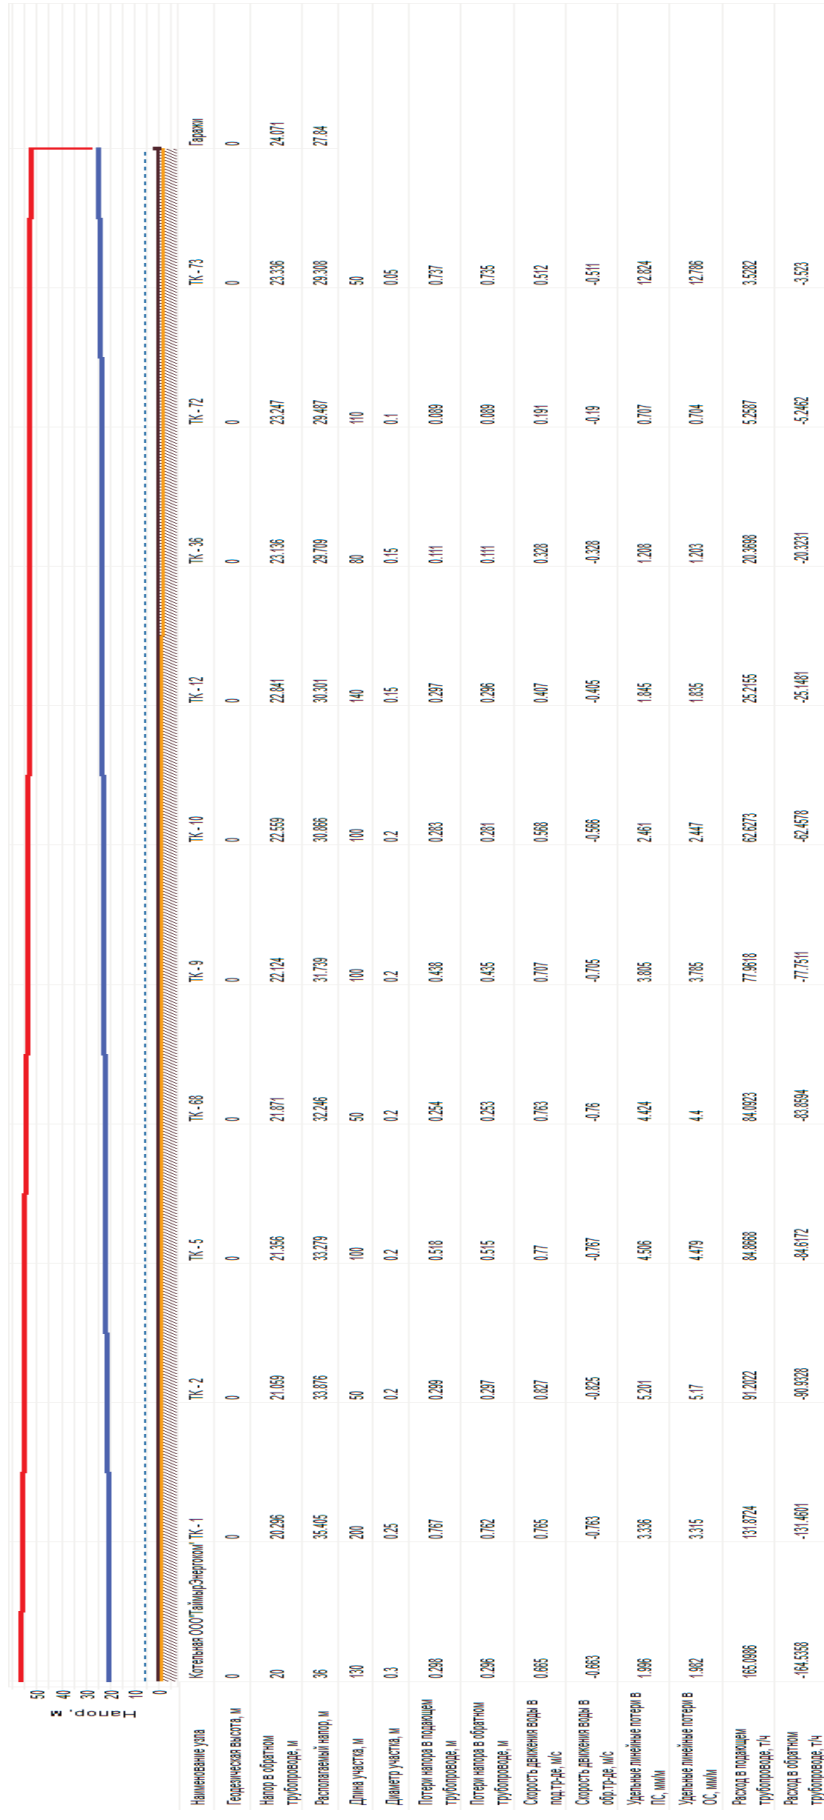 Напор, м
50
40
30
20
10
0
Наименование узла Котельная ООО"ТаймырЭнергоком" ТК - 1 ТК - 2 ТК - 5 ТК - 68 ТК - 9 ТК - 10 ТК - 12 ТК - 36 ТК - 72 ТК - 73 Гаражи
Геодезическая высота, м 0 0 0 0 0 0 0 0 0 0 0 0
Напор в обратном
трубопроводе, м 20 20.296 21.059 21.356 21.871 22.124 22.559 22.841 23.136 23.247 23.336 24.071
Располагаемый напор, м 36 35.405 33.876 33.279 32.246 31.739 30.866 30.301 29.709 29.487 29.308 27.84
Длина участка, м 130 200 50 100 50 100 100 140 80 110 50
Диаметр участка, м 0.3 0.25 0.2 0.2 0.2 0.2 0.2 0.15 0.15 0.1 0.05
Потери напора в подающем
трубопроводе, м 0.298 0.767 0.299 0.518 0.254 0.438 0.283 0.297 0.111 0.089 0.737
Потери напора в обратном
трубопроводе, м 0.296 0.762 0.297 0.515 0.253 0.435 0.281 0.296 0.111 0.089 0.735
Скорость движения воды в
под.тр-де, м/с 0.665 0.765 0.827 0.77 0.763 0.707 0.568 0.407 0.328 0.191 0.512
Скорость движения воды в
обр.тр-де, м/с -0.663 -0.763 -0.825 -0.767 -0.76 -0.705 -0.566 -0.405 -0.328 -0.19 -0.511
Удельные линейные потери в
ПС, мм/м 1.996 3.336 5.201 4.506 4.424 3.805 2.461 1.845 1.208 0.707 12.824
Удельные линейные потери в
ОС, мм/м 1.982 3.315 5.17 4.479 4.4 3.785 2.447 1.835 1.203 0.704 12.786
Расход в подающем
трубопроводе, т/ч 165.0986 131.8724 91.2022 84.8668 84.0923 77.9618 62.6273 25.2155 20.3698 5.2587 3.5282
Расход в обратном
трубопроводе, т/ч -164.5358 -131.4601 -90.9328 -84.6172 -83.8594 -77.7511 -62.4578 -25.1481 -20.3231 -5.2462 -3.523